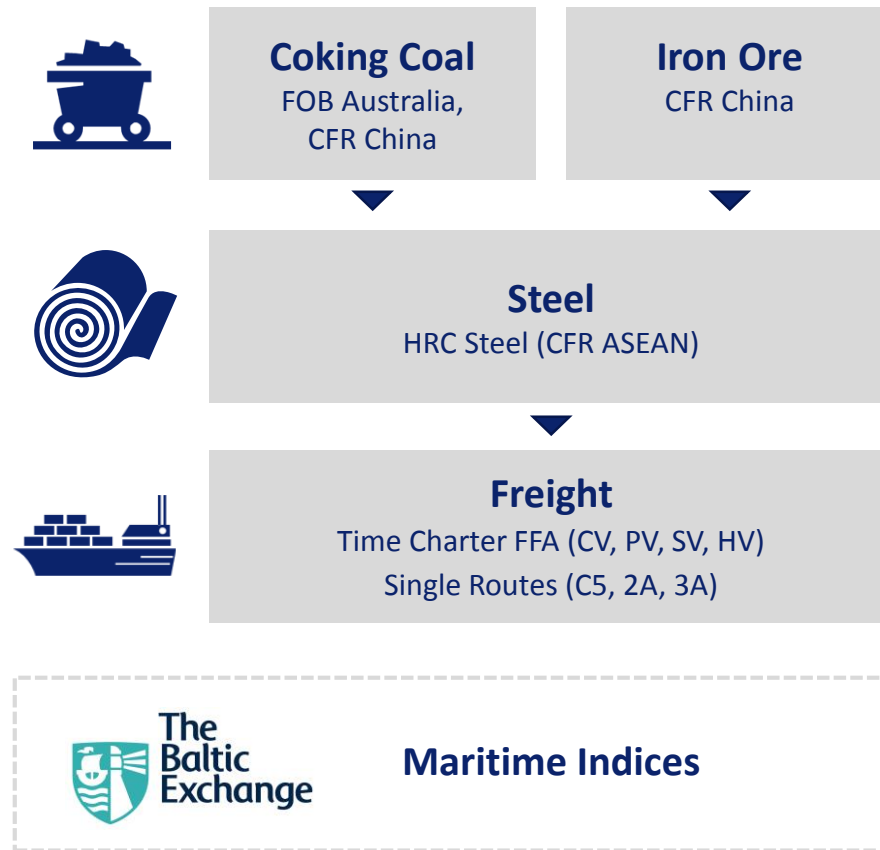 Coking Coal
FOB Australia,
CFR China
Iron Ore
CFR China
Steel
HRC Steel (CFR ASEAN)
Freight
Time Charter FFA (CV, PV, SV, HV)
Single Routes (C5, 2A, 3A)
The
Baltic
Exchange
Maritime Indices